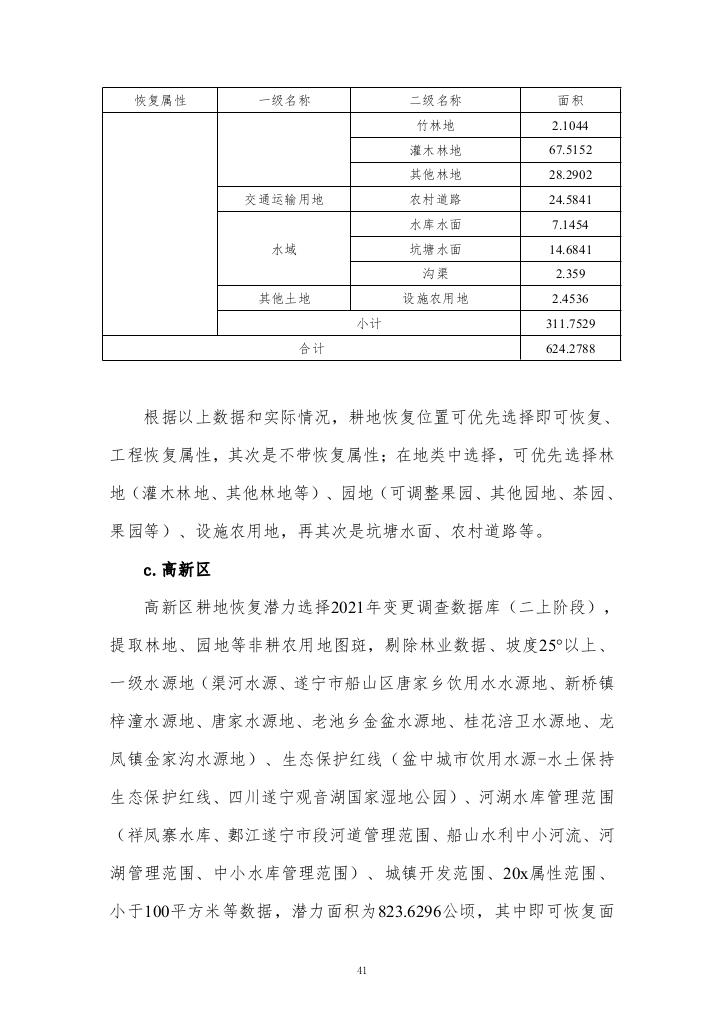 恢复属性 一级名称 二级名称 面积
竹林地 2.1044
灌木林地 67.5152
其他林地 28.2902
交通运输用地 农村道路 24.5841
水域 水库水面 7.1454
坑塘水面 14.6841
沟渠 2.359
其他土地 设施农用地 2.4536
小计 311.7529
合计 624.2788
根据以上数据和实际情况，耕地恢复位置可优先选择即可恢复、
工程恢复属性，其次是不带恢复属性；在地类中选择，可优先选择林
地（灌木林地、其他林地等）、园地（可调整果园、其他园地、茶园、
果园等）、设施农用地，再其次是坑塘水面、农村道路等。
c.高新区
高新区耕地恢复潜力选择2021年变更调查数据库（二上阶段），
提取林地、园地等非耕农用地图斑，剔除林业数据、坡度25°以上、
一级水源地（渠河水源、遂宁市船山区唐家乡饮用水水源地、新桥镇
梓潼水源地、唐家水源地、老池乡金盆水源地、桂花涪卫水源地、龙
凤镇金家沟水源地）、生态保护红线（盆中城市饮用水源-水土保持
生态保护红线、四川遂宁观音湖国家湿地公园）、河湖水库管理范围
（祥凤寨水库、郪江遂宁市段河道管理范围、船山水利中小河流、河
湖管理范围、中小水库管理范围）、城镇开发范围、20x属性范围、
小于100平方米等数据，潜力面积为823.6296公顷，其中即可恢复面
41